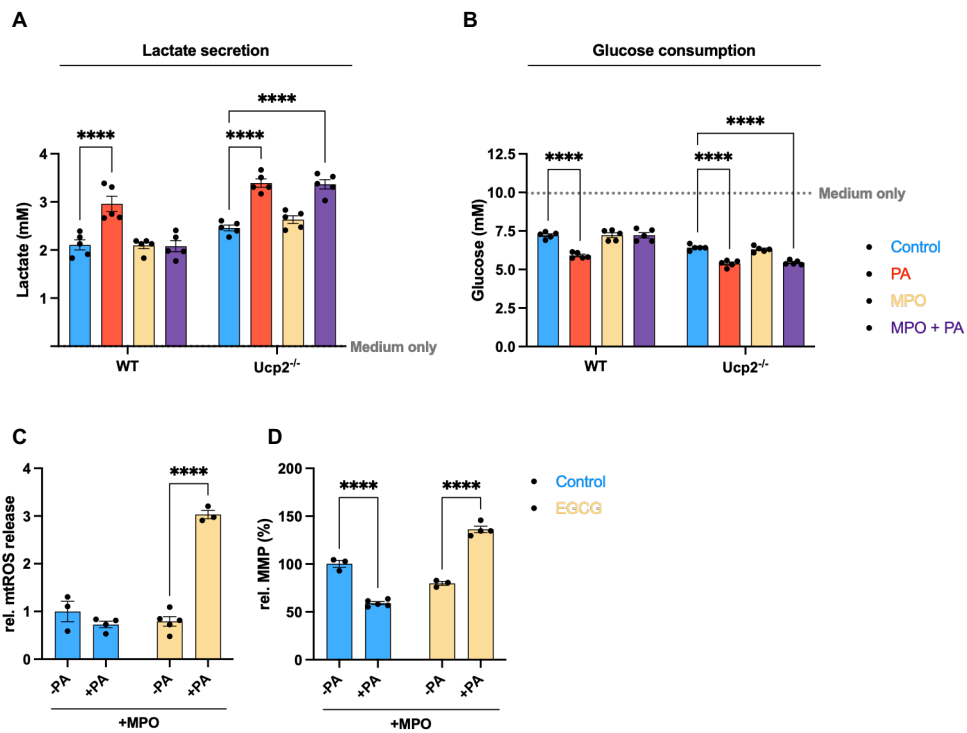 A
Lactate secretion
****
****
****
Lactate (mM)
4
3
2
1
Medium only
WT
Ucp2-/-
B
Glucose consumption
****
****
****
Glucose (mM)
12.5
10.0
7.5
5.0
2.5
0.0
Medium only
WT
Ucp2-/-
Control
PA
MPO
MPO + PA
C
****
rel. mtROS release
4
3
2
1
0
-PA
+PA
-PA
+PA
+MPO
D
****
****
rel. MMP (%)
200
150
100
50
0
-PA
+PA
-PA
+PA
+MPO
Control
EGCG